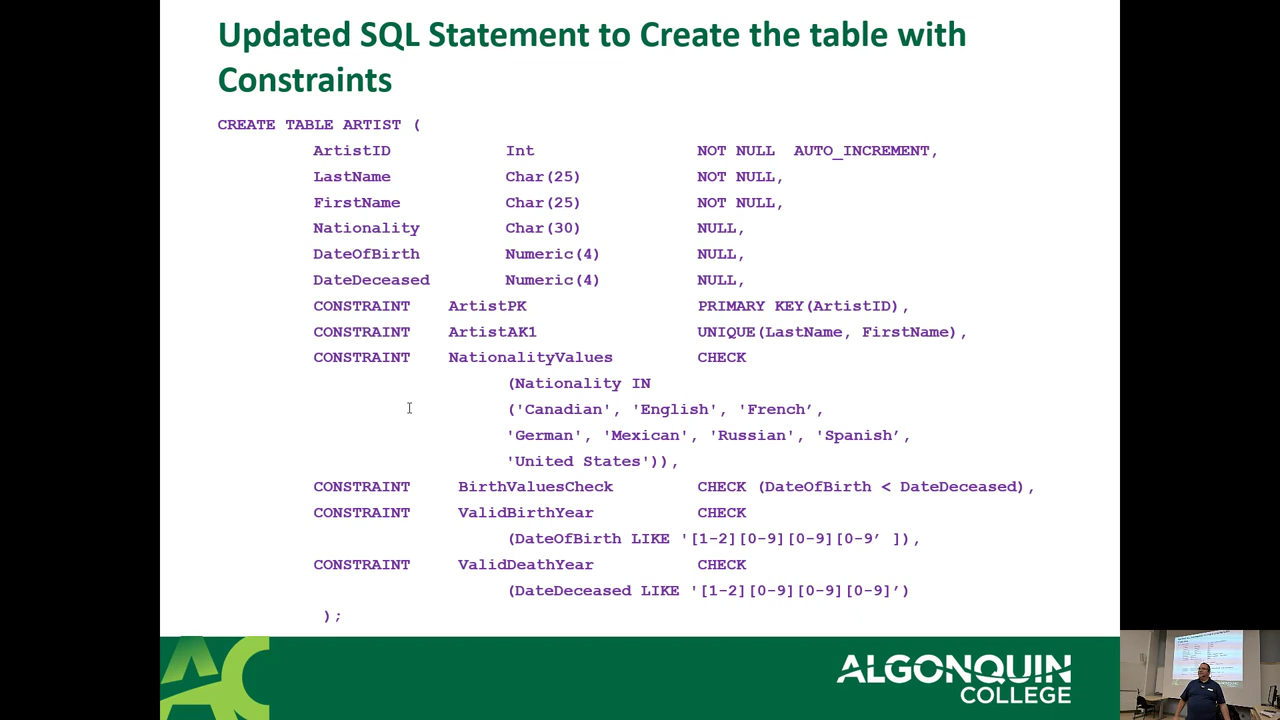 Updated SQL Statement to Create the table with
Constraints
CREATE TABLE ARTIST (
ArtistID Int NOT NULL AUTO_INCREMENT,
LastName Char(25) NOT NULL,
FirstName Char(25) NOT NULL,
Nationality Char(30) NULL,
DateOfBirth Numeric(4) NULL,
DateDeceased Numeric(4) NULL,
CONSTRAINT ArtistPK PRIMARY KEY(ArtistID),
CONSTRAINT ArtistAK1 UNIQUE(LastName, FirstName),
CONSTRAINT NationalityValues CHECK
(Nationality IN
('Canadian', 'English', 'French’,
'German', 'Mexican', 'Russian', 'Spanish’,
'United States')),
CONSTRAINT BirthValuesCheck CHECK (DateOfBirth < DateDeceased),
CONSTRAINT ValidBirthYear CHECK
(DateOfBirth LIKE '[1-2][0-9][0-9][0-9’ ]),
CONSTRAINT ValidDeathYear CHECK
(DateDeceased LIKE '[1-2][0-9][0-9][0-9]’)
);
AC
ALGONQUIN
COLLEGE